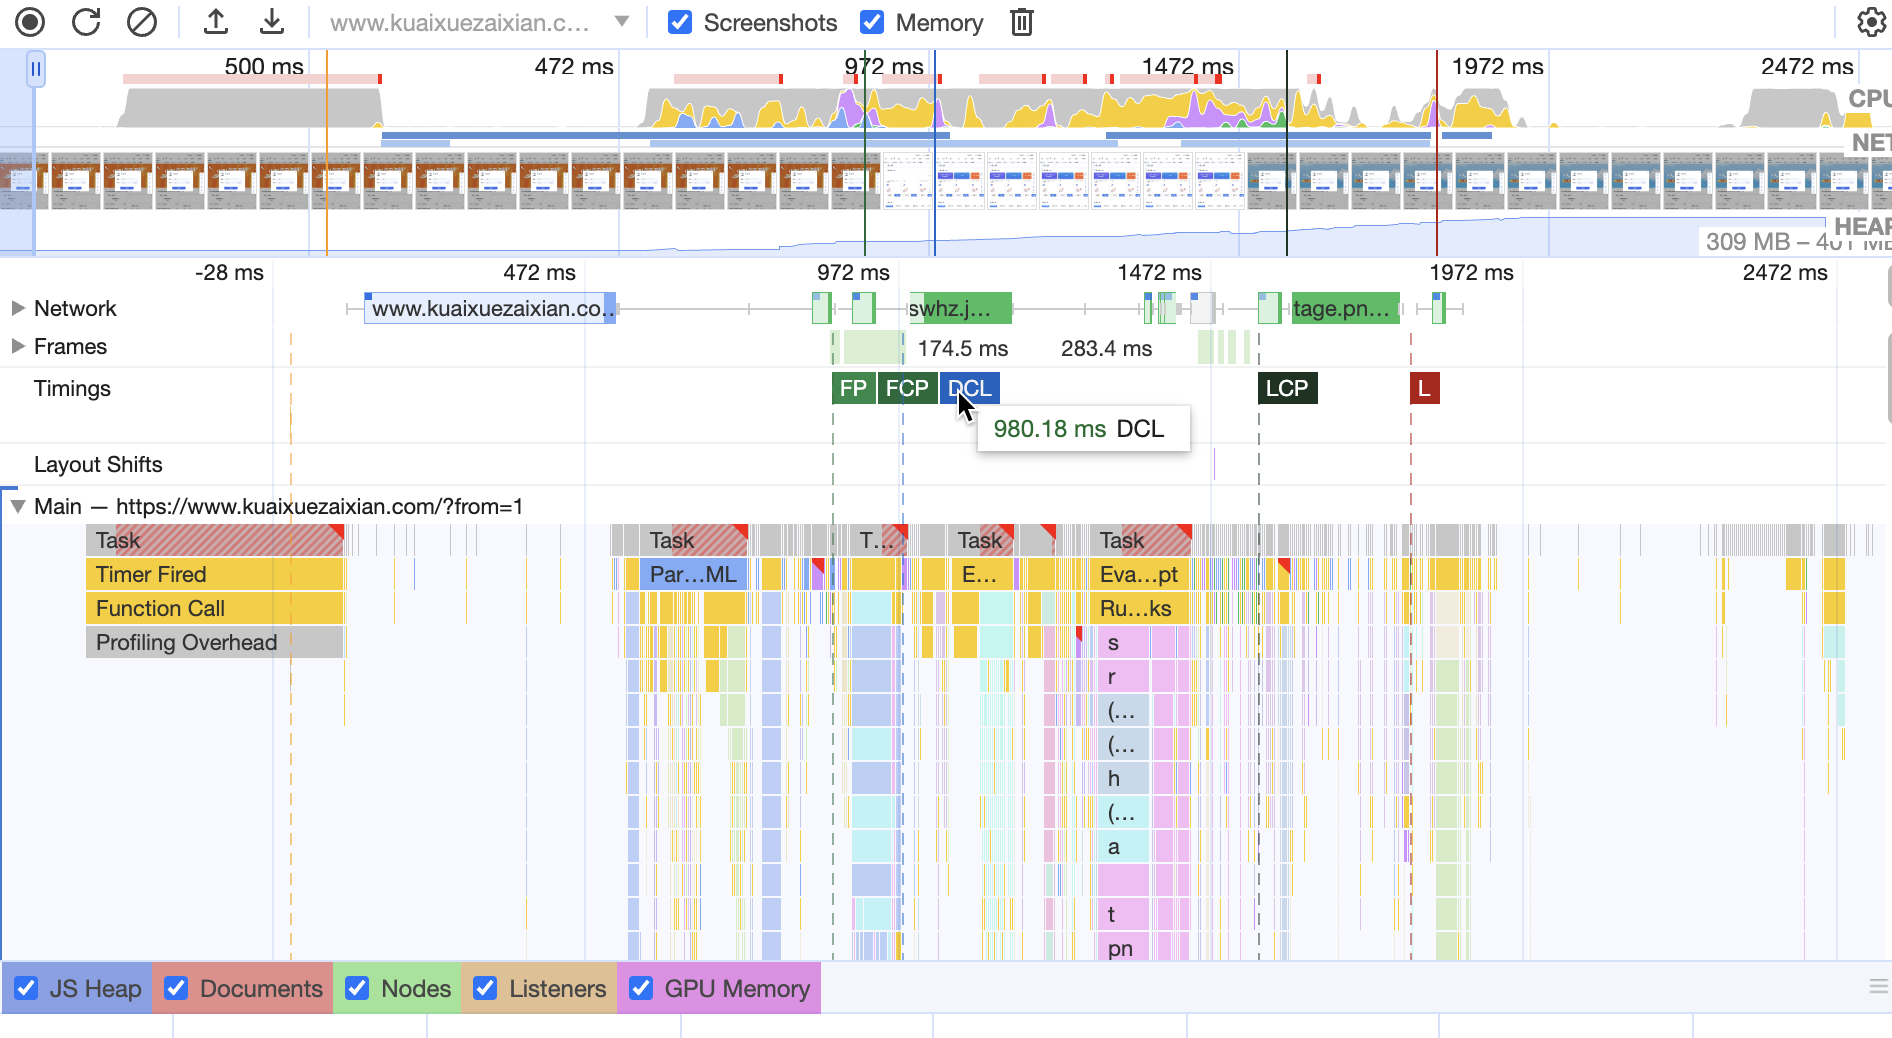 www.kuaixuezaixian.c... Screenshots Memory
500 ms 472 ms 972 ms 1472 ms 1972 ms 2472 ms
CPU
NET
HEAP
309 MB – 401 MB
-28 ms 472 ms 972 ms 1472 ms 1972 ms 2472 ms
Network www.kuaixuezaixian.co... swhz.j... tage.pn...
Frames 174.5 ms 283.4 ms
Timings FP FCP DCL LCP L
980.18 ms DCL
Layout Shifts
Main — https://www.kuaixuezaixian.com/?from=1
Task Task T... Task Task
Timer Fired Par...ML E... Eva...pt
Function Call Ru...ks
Profiling Overhead s
r
(...
(...
h
(...
a
t
pn
JS Heap Documents Nodes Listeners GPU Memory